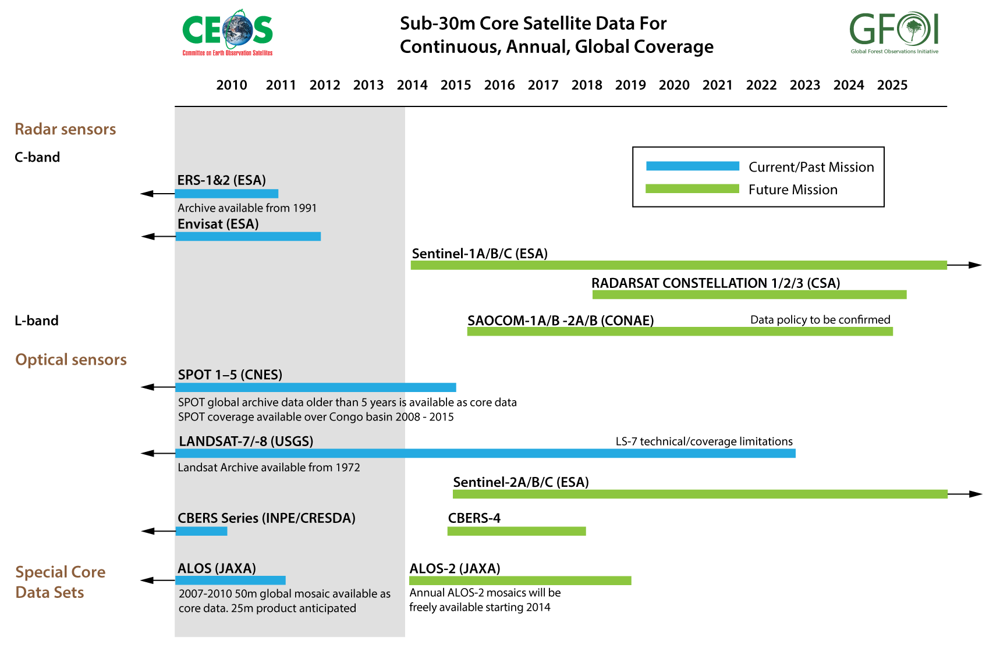 CEOS
Committee on Earth Observation Satellites
Sub-30m Core Satellite Data For
Continuous, Annual, Global Coverage
GFOI
Global Forest Observations Initiative
2010 2011 2012 2013 2014 2015 2016 2017 2018 2019 2020 2021 2022 2023 2024 2025
Radar sensors
C-band
Current/Past Mission
Future Mission
ERS-1&2 (ESA)
Archive available from 1991
Envisat (ESA)
Sentinel-1A/B/C (ESA)
RADARSAT CONSTELLATION 1/2/3 (CSA)
L-band
SAOCOM-1A/B -2A/B (CONAE)
Data policy to be confirmed
Optical sensors
SPOT 1–5 (CNES)
SPOT global archive data older than 5 years is available as core data
SPOT coverage available over Congo basin 2008 - 2015
LANDSAT-7/-8 (USGS)
LS-7 technical/coverage limitations
Landsat Archive available from 1972
Sentinel-2A/B/C (ESA)
CBERS Series (INPE/CRESDA)
CBERS-4
Special Core
Data Sets
ALOS (JAXA)
2007-2010 50m global mosaic available as
core data. 25m product anticipated
ALOS-2 (JAXA)
Annual ALOS-2 mosaics will be
freely available starting 2014